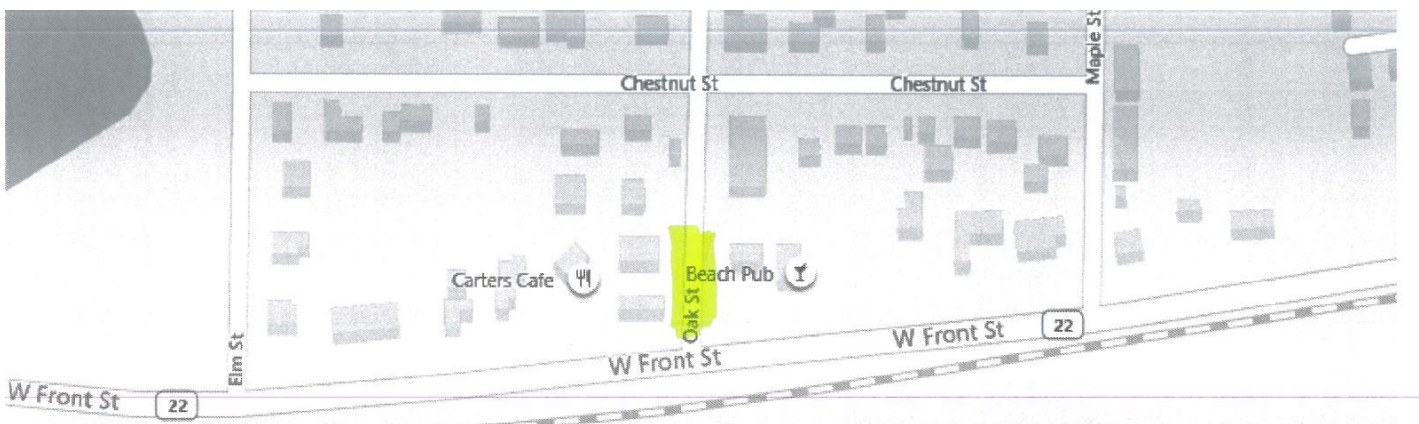 Maple St
Chestnut St
Chestnut St
Carters Cafe
Beach Pub
Oak St
Elm St
W Front St
22
W Front St
W Front St
22